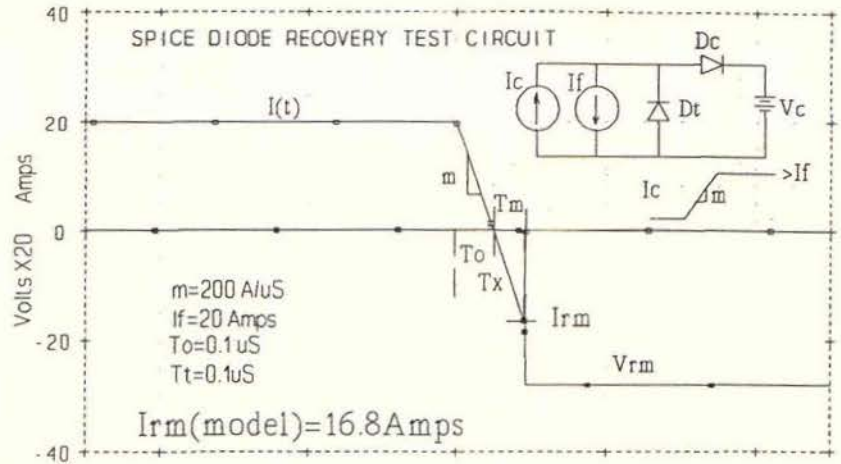 40
SPICE DIODE RECOVERY TEST CIRCUIT
Dc
Ic
If
Dt
Vc
I(t)
20
Amps
m
Tm
Ic
m
>If
0
To
Tx
Volts X20
m=200 A/uS
If=20 Amps
To=0.1 uS
Tt=0.1uS
Irm
-20
Vrm
Irm(model)=16.8Amps
-40